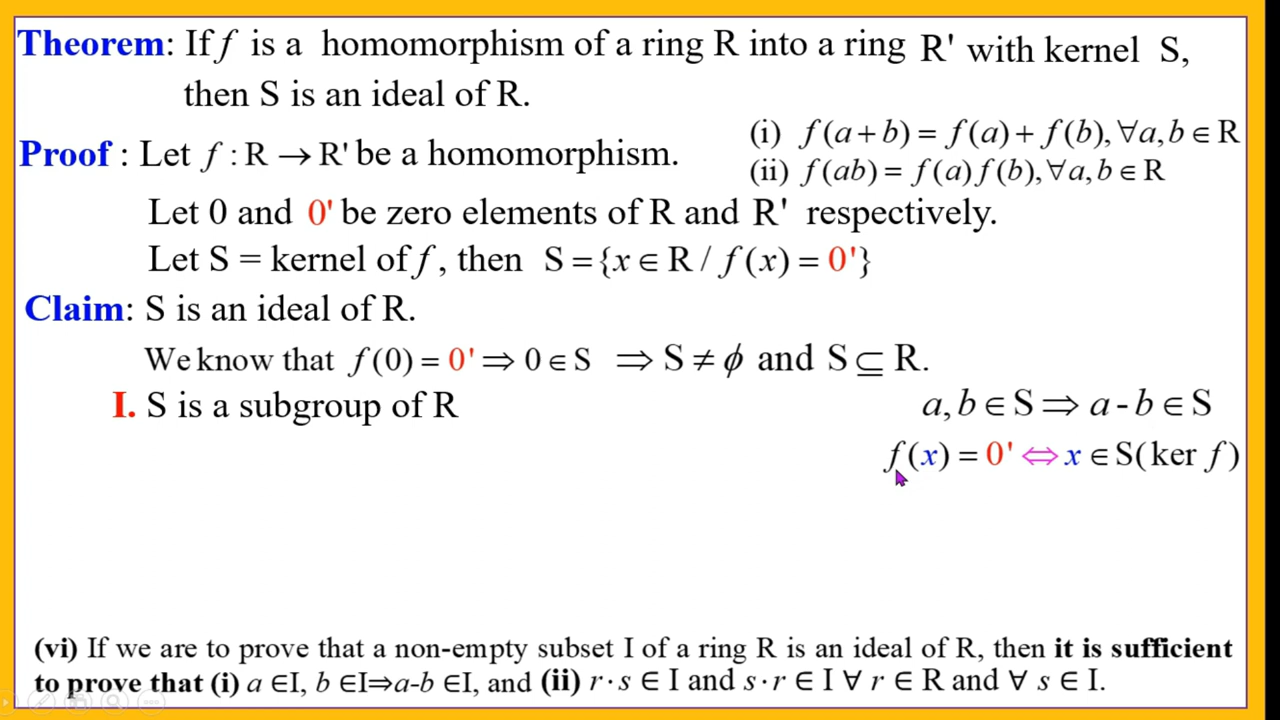 Theorem: If f is a homomorphism of a ring R into a ring R' with kernel S,
then S is an ideal of R.
(i) f(a+b) = f(a) + f(b), ∀a, b ∈ R
Proof : Let f : R → R' be a homomorphism.
(ii) f(ab) = f(a) f(b), ∀a, b ∈ R
Let 0 and 0' be zero elements of R and R' respectively.
Let S = kernel of f, then S = {x ∈ R / f(x) = 0'}
Claim: S is an ideal of R.
We know that f(0) = 0' ⇒ 0 ∈ S ⇒ S ≠ ϕ and S ⊆ R.
I. S is a subgroup of R
a, b ∈ S ⇒ a - b ∈ S
f(x) = 0' ⇔ x ∈ S(ker f)
(vi) If we are to prove that a non-empty subset I of a ring R is an ideal of R, then it is sufficient
to prove that (i) a ∈I, b ∈I⇒a-b ∈I, and (ii) r · s ∈ I and s · r ∈ I ∀ r ∈ R and ∀ s ∈ I.